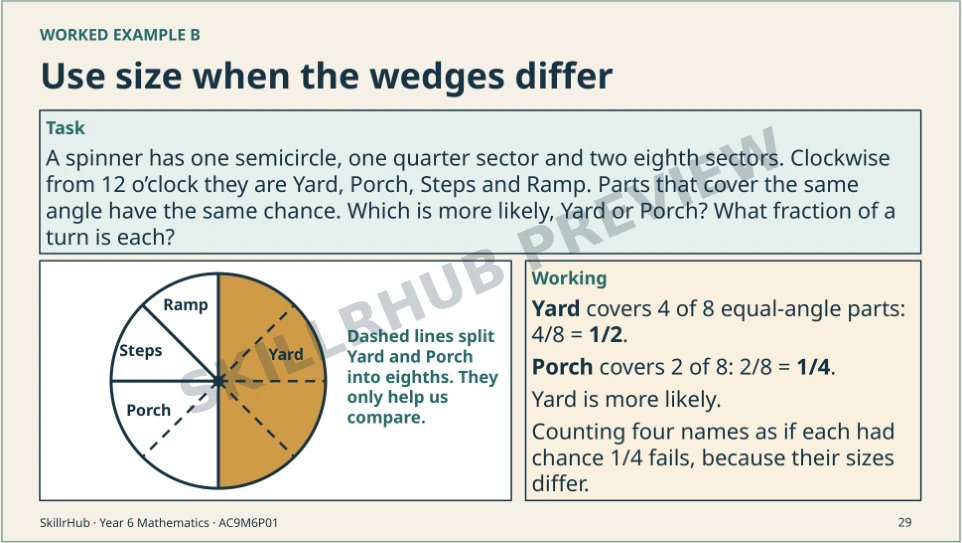 WORKED EXAMPLE B
Use size when the wedges differ
Task
A spinner has one semicircle, one quarter sector and two eighth sectors. Clockwise
from 12 o’clock they are Yard, Porch, Steps and Ramp. Parts that cover the same
angle have the same chance. Which is more likely, Yard or Porch? What fraction of a
turn is each?
Ramp
Steps
Yard
Porch
Dashed lines split
Yard and Porch
into eighths. They
only help us
compare.
Working
Yard covers 4 of 8 equal-angle parts:
4/8 = 1/2.
Porch covers 2 of 8: 2/8 = 1/4.
Yard is more likely.
Counting four names as if each had
chance 1/4 fails, because their sizes
differ.
SKILLRHUB PREVIEW
SkillrHub · Year 6 Mathematics · AC9M6P01
29